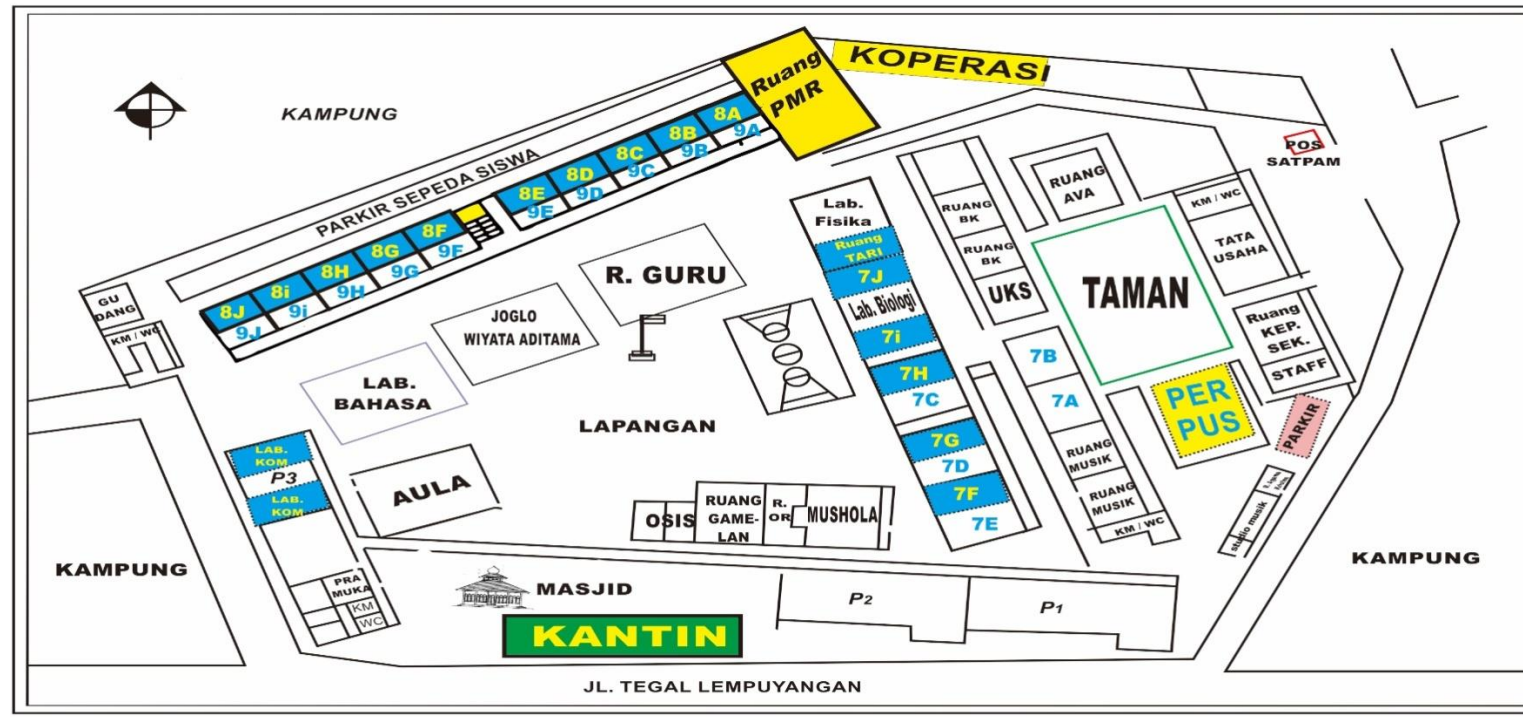 KOPERASI
Ruang
PMR
KAMPUNG
PARKIR SEPEDA SISWA
8A
9A
8B
9B
8C
9C
8D
9D
8E
9E
8F
9F
8G
9G
8H
9H
8i
9i
8J
9J
POS
SATPAM
GU
DANG
KM / WC
R. GURU
JOGLO
WIYATA ADITAMA
LAB.
BAHASA
LAPANGAN
Lab.
Fisika
Ruang
TARI
7J
Lab. Biologi
7i
7H
7C
7G
7D
7F
7E
RUANG
BK
RUANG
BK
UKS
RUANG
AVA
KM / WC
TATA
USAHA
TAMAN
Ruang
KEP.
SEK.
STAFF
7B
7A
RUANG
MUSIK
RUANG
MUSIK
KM / WC
PER
PUS
PARKIR
studio musik
LAB.
KOM
P3
LAB.
KOM
AULA
OSIS
RUANG
GAME-
LAN
R.
OR
MUSHOLA
KAMPUNG
PRA
MUKA
KM
WC
MASJID
KANTIN
P2
P1
KAMPUNG
JL. TEGAL LEMPUYANGAN